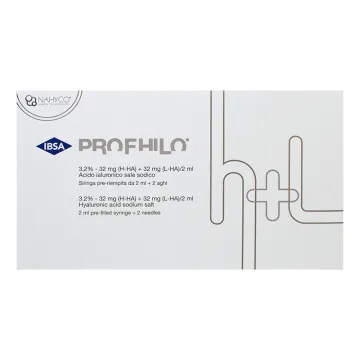 NAHYCO®
IBSA PROFHILO®
3,2% - 32 mg (H-HA) + 32 mg (L-HA)/2 ml
Acido ialuronico sale sodico
Siringa pre-riempita da 2 ml + 2 aghi
3.2% - 32 mg (H-HA) + 32 mg (L-HA)/2 ml
Hyaluronic acid sodium salt
2 ml pre-filled syringe + 2 needles
h+L